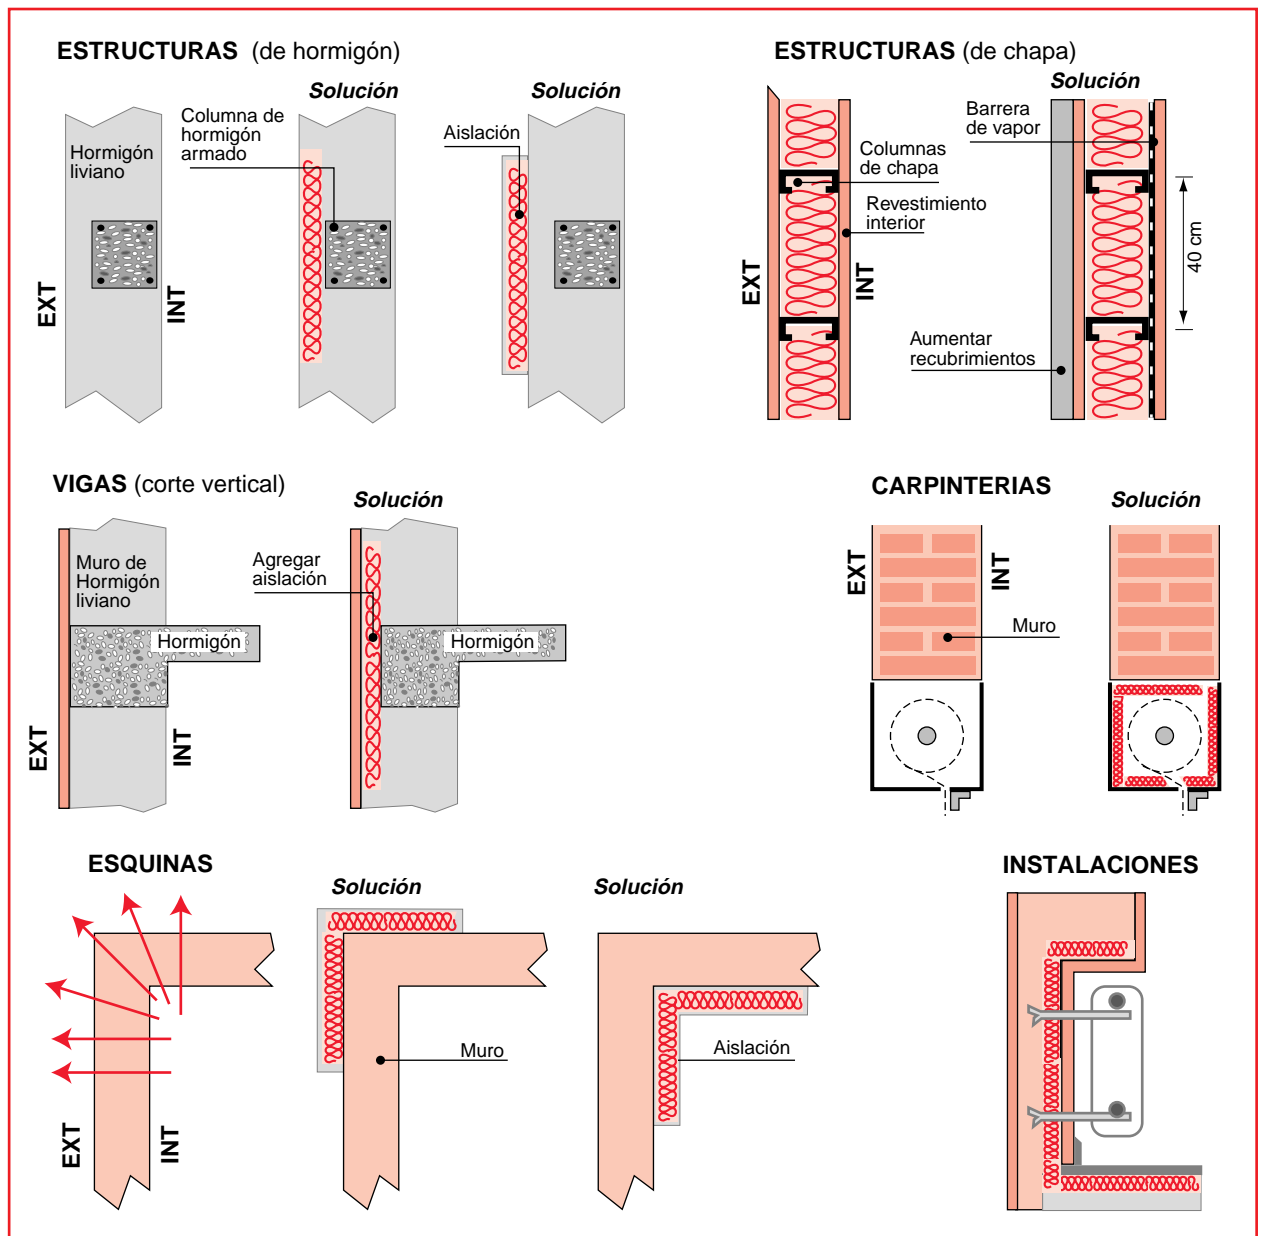 ESTRUCTURAS (de hormigón)
Solución
Solución
Columna de
hormigón
armado
Hormigón
liviano
Aislación
EXT
INT
ESTRUCTURAS (de chapa)
Solución
Barrera
de vapor
Columnas
de chapa
Revestimiento
interior
EXT
INT
40 cm
Aumentar
recubrimientos
VIGAS (corte vertical)
Solución
Muro de
Hormigón
liviano
Agregar
aislación
Hormigón
Hormigón
EXT
INT
CARPINTERIAS
Solución
EXT
INT
Muro
ESQUINAS
Solución
Solución
Muro
Aislación
EXT
INT
INSTALACIONES